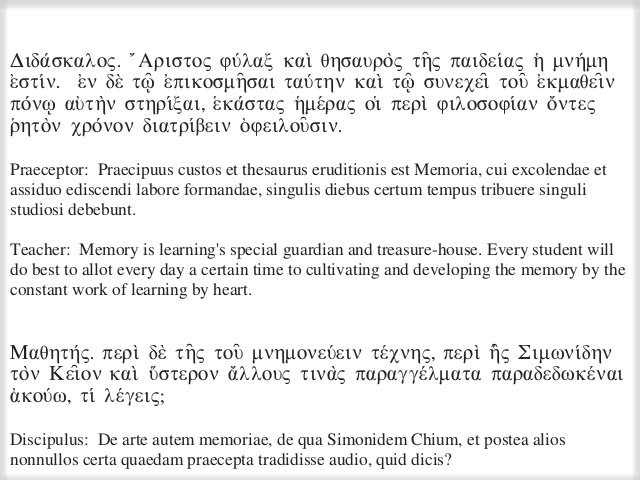 Διδάσκαλος. Ἄριστος φύλαξ καὶ θησαυρὸς τῆς παιδείας ἡ μνήμη
ἐστίν. ἐν δὲ τῷ ἐπικοσμῆσαι ταύτην καὶ τῷ συνεχεῖ τοῦ ἐκμαθεῖν
πόνῳ αὐτὴν στηρίξαι, ἑκάστας ἡμέρας οἱ περὶ φιλοσοφίαν ὄντες
ῥητὸν χρόνον διατρίβειν ὀφειλοῦσιν.
Praeceptor: Praecipuus custos et thesaurus eruditionis est Memoria, cui excolendae et
assiduo ediscendi labore formandae, singulis diebus certum tempus tribuere singuli
studiosi debebunt.
Teacher: Memory is learning's special guardian and treasure-house. Every student will
do best to allot every day a certain time to cultivating and developing the memory by the
constant work of learning by heart.
Μαθητής. περὶ δὲ τῆς τοῦ μνημονεύειν τέχνης, περὶ ἧς Σιμωνίδην
τὸν Κεῖον καὶ ὕστερον ἄλλους τινὰς παραγγέλματα παραδεδωκέναι
ἀκούω, τί λέγεις;
Discipulus: De arte autem memoriae, de qua Simonidem Chium, et postea alios
nonnullos certa quaedam praecepta tradidisse audio, quid dicis?